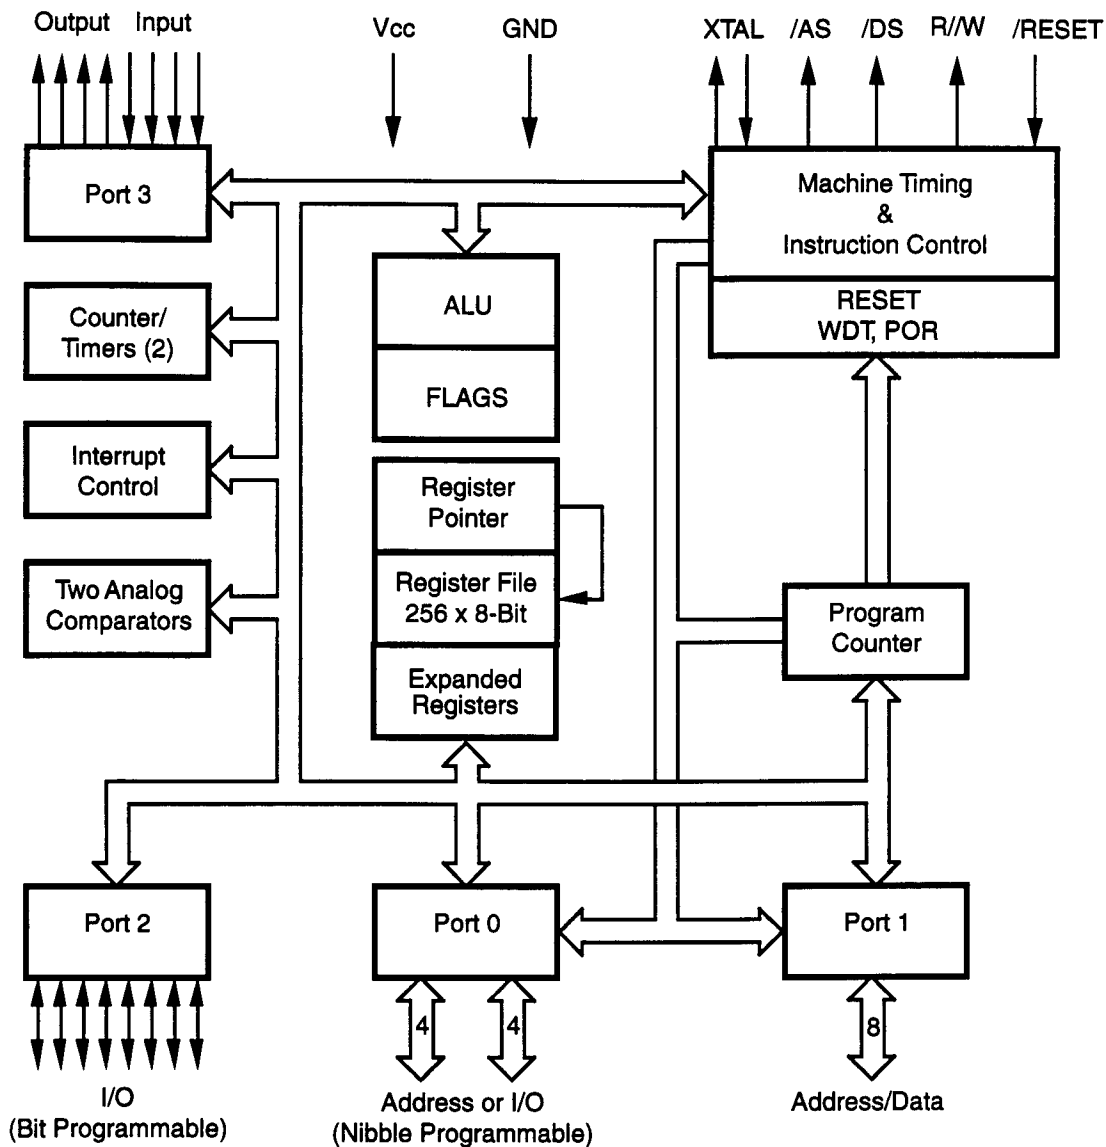 Output Input Vcc GND XTAL /AS /DS R//W /RESET
Port 3
Machine Timing
&
Instruction Control
RESET
WDT, POR
ALU
FLAGS
Counter/
Timers (2)
Interrupt
Control
Two Analog
Comparators
Register
Pointer
Register File
256 x 8-Bit
Expanded
Registers
Program
Counter
Port 2
Port 0
Port 1
4
4
8
I/O
(Bit Programmable)
Address or I/O
(Nibble Programmable)
Address/Data